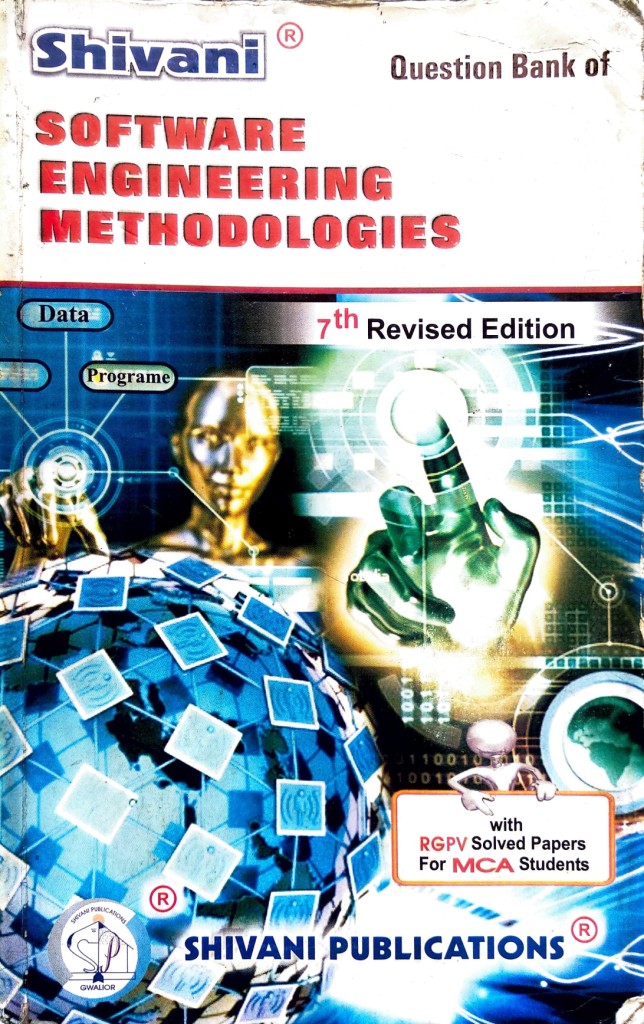 Shivani ®
Question Bank of
SOFTWARE
ENGINEERING
METHODOLOGIES
7th Revised Edition
Data
Programe
with
RGPV Solved Papers
For MCA Students
SHIVANI PUBLICATIONS
GWALIOR
®
SHIVANI PUBLICATIONS ®